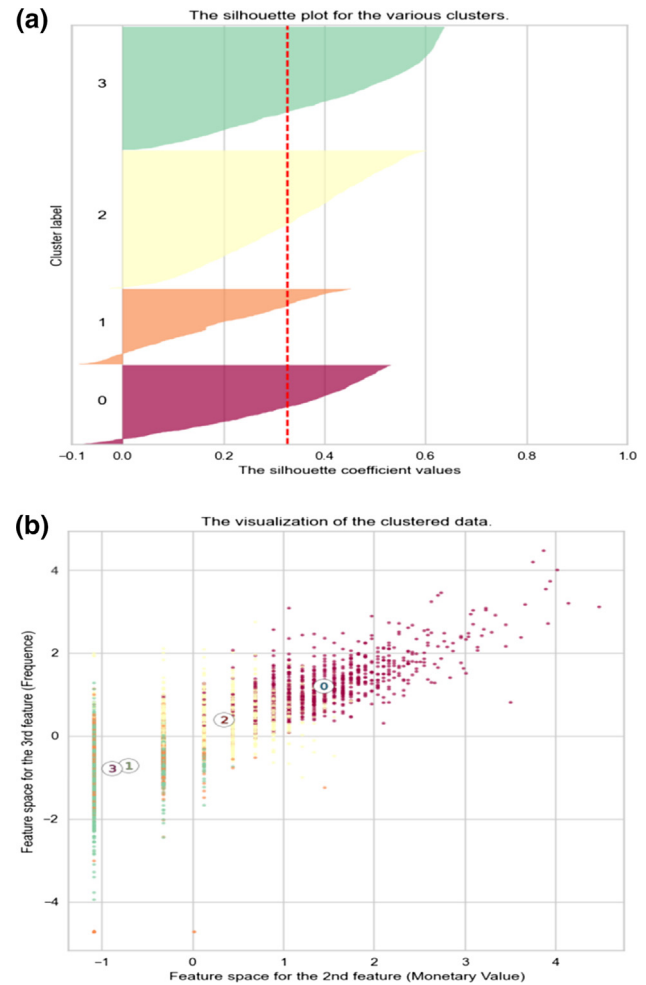 (a)
The silhouette plot for the various clusters.
3
2
1
0
Cluster label
−0.1 0.0 0.2 0.4 0.6 0.8 1.0
The silhouette coefficient values
(b)
The visualization of the clustered data.
4
2
0
−2
−4
Feature space for the 3rd feature (Frequence)
0
2
3 1
−1 0 1 2 3 4
Feature space for the 2nd feature (Monetary Value)